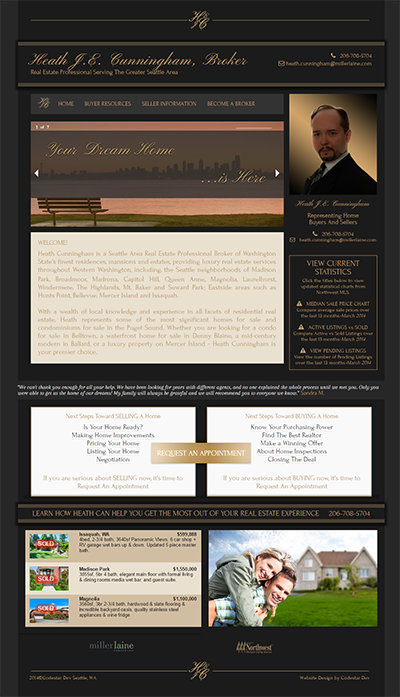 Heath J.E. Cunningham, Broker
Real Estate Professional Serving The Greater Seattle Area
206-708-5704
heath.cunningham@millerlaine.com
HOME BUYER RESOURCES SELLER INFORMATION BECOME A BROKER
1 of 7
Your Dream Home
...is Here
WELCOME!
Heath Cunningham is a Seattle Area Real Estate Professional Broker of Washington
State's finest residences, mansions and estates, providing luxury real estate services
throughout Western Washington, including, the Seattle neighborhoods of Madison
Park, Broadmoor, Madrona, Capitol Hill, Queen Anne, Magnolia, Laurelhurst,
Windermere, The Highlands, Mt. Baker and Seward Park; Eastside areas such as
Hunts Point, Bellevue, Mercer Island and Issaquah.
With a wealth of local knowledge and experience in all facets of residential real
estate, Heath represents some of the most significant homes for sale and
condominiums for sale in the Puget Sound. Whether you are looking for a condo
for sale in Belltown, a waterfront home for sale in Denny Blaine, a mid-century
modern in Ballard, or a luxury property on Mercer Island - Heath Cunningham is
your premier choice.
Heath J.E. Cunningham
Representing Home
Buyers And Sellers
206-708-5704
heath.cunningham@millerlaine.com
VIEW CURRENT
STATISTICS
Click the titles below to view
updated statistics charts from
Northwest MLS.
MEDIAN SALE PRICE CHART
Compare average sale prices over
the last 13 months-March 2014
ACTIVE LISTINGS vs SOLD
Compare Active vs Sold Listings over
the last 13 months-March 2014
VIEW PENDING LISTINGS
View the number of Pending Listings
over the last 13 months-March 2014
"We can't thank you enough for all your help. We have been looking for years with different agents, and no one explained the whole process until we met you. Only you
were able to get us the home of our dreams! My family will always be grateful and we will recommend you to everyone we know." Sandra M.
Next Steps Toward SELLING A Home
Is Your Home Ready?
Making Home Improvements
Pricing Your Home
Listing Your Home
Negotiation
If you are serious about SELLING now, it's time to
Request An Appointment
REQUEST AN APPOINTMENT
Next Steps Toward BUYING A Home
Know Your Purchasing Power
Find The Best Realtor
Make a Winning Offer
About Home Inspections
Closing The Deal
If you are serious about BUYING now, it's time to
Request An Appointment
LEARN HOW HEATH CAN HELP YOU GET THE MOST OUT OF YOUR REAL ESTATE EXPERIENCE 206-708-5704
SOLD
Issaquah, WA $599,888
4bed, 2-3/4 bath, 3640sf Panoramic Views, 6 car shop +
RV garage wet bars up & down. Updated 5 piece master
bath
SOLD
Madison Park $1,550,000
3855sf, 5br 4 bath, elegant main floor with formal living
& dining rooms media wet bar, and guest suite.
SOLD
Magnolia $1,100,000
3560sf, 3br 2-3/4 bath, hardwood & slate flooring &
incredible backyard oasis, quality stainless steel
appliances & wine fridge.
millerlaine
Northwest
2014©Codestar Dev Seattle, WA
Website Design by Codestar Dev